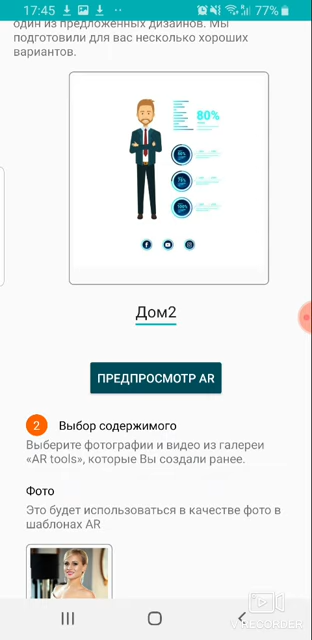 17:45
77%
один из предложенных дизайнов. Мы
подготовили для вас несколько хороших
вариантов.
80%
Дом2
ПРЕДПРОСМОТР AR
2 Выбор содержимого
Выберите фотографии и видео из галереи
«AR tools», которые Вы создали ранее.
Фото
Это будет использоваться в качестве фото в
шаблонах AR
VRECORDER